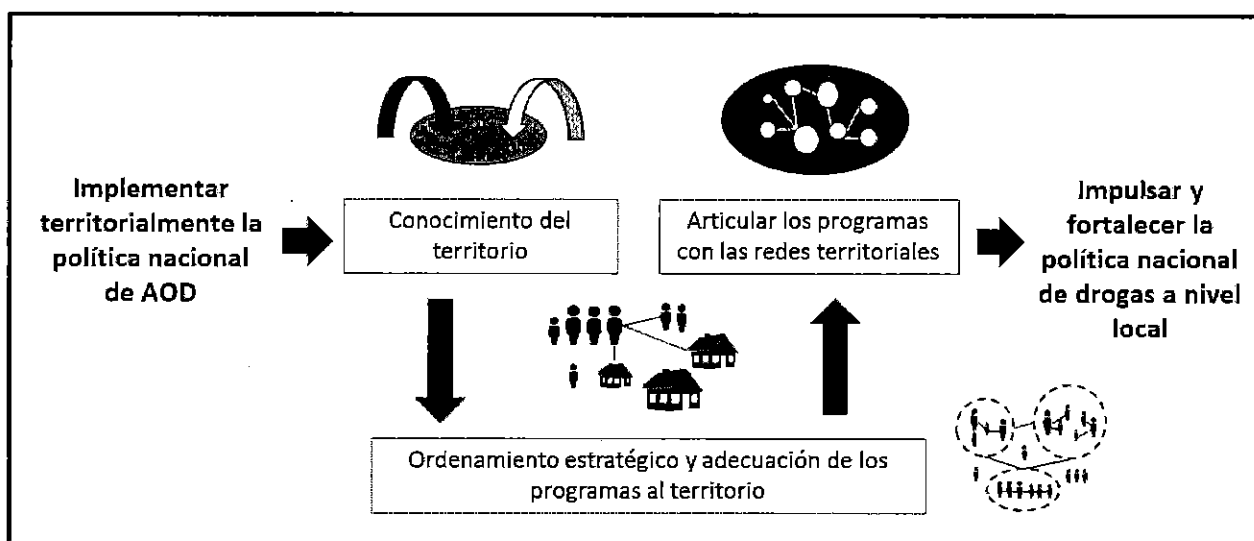 Implementar
territorialmente la
política nacional
de AOD
Conocimiento del
territorio
Articular los programas
con las redes territoriales
Impulsar y
fortalecer la
política nacional
de drogas a nivel
local
Ordenamiento estratégico y adecuación de los
programas al territorio